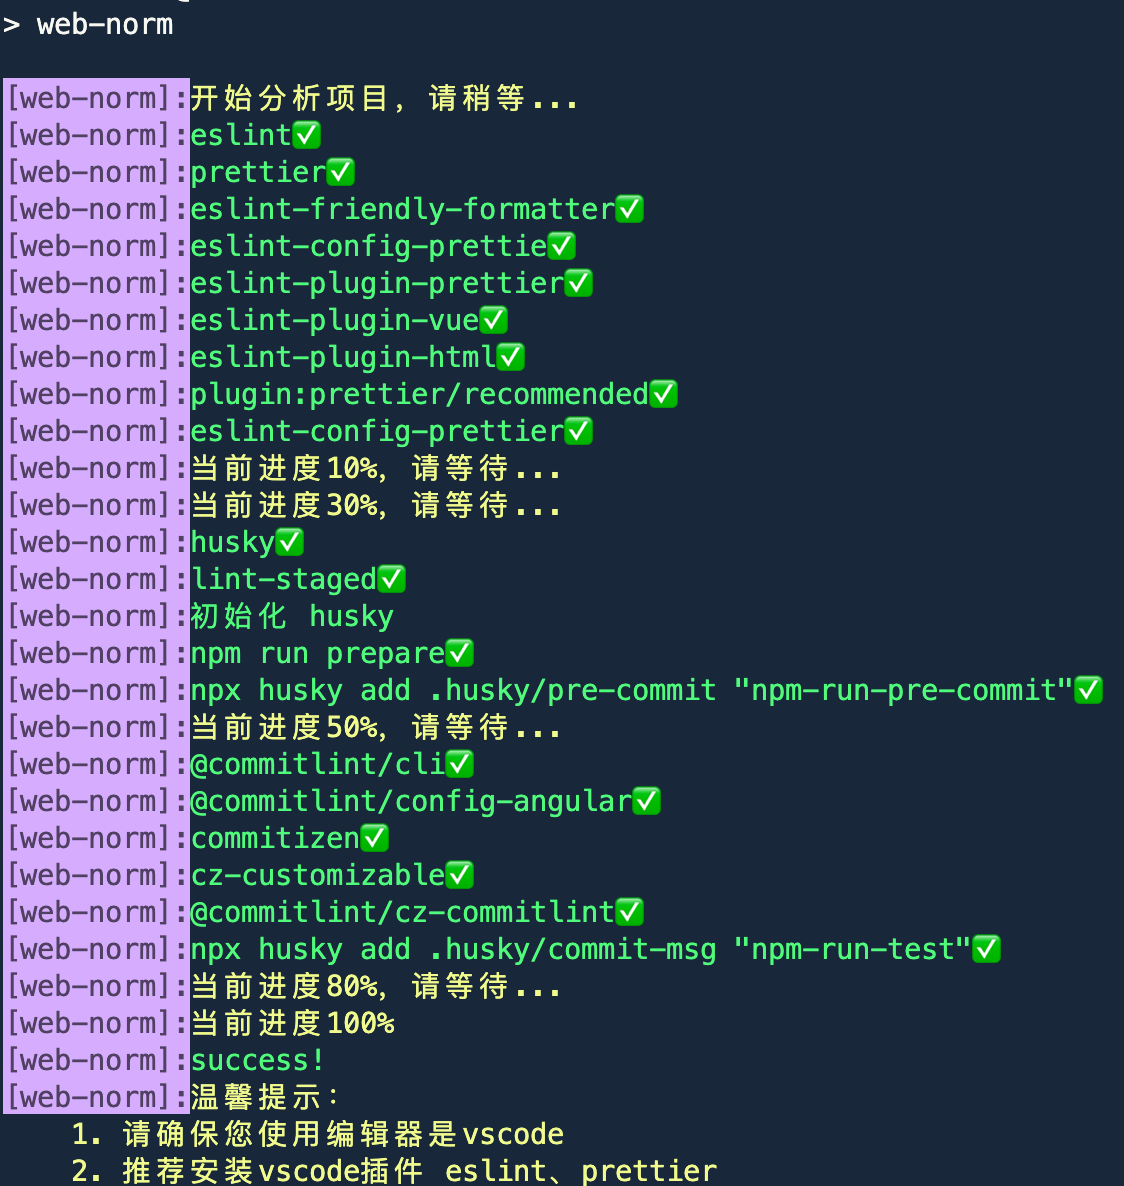 > web-norm
[web-norm]:开始分析项目, 请稍等...
[web-norm]:eslint✅
[web-norm]:prettier✅
[web-norm]:eslint-friendly-formatter✅
[web-norm]:eslint-config-prettie✅
[web-norm]:eslint-plugin-prettier✅
[web-norm]:eslint-plugin-vue✅
[web-norm]:eslint-plugin-html✅
[web-norm]:plugin:prettier/recommended✅
[web-norm]:eslint-config-prettier✅
[web-norm]:当前进度10%, 请等待...
[web-norm]:当前进度30%, 请等待...
[web-norm]:husky✅
[web-norm]:lint-staged✅
[web-norm]:初始化 husky
[web-norm]:npm run prepare✅
[web-norm]:npx husky add .husky/pre-commit "npm-run-pre-commit"✅
[web-norm]:当前进度50%, 请等待...
[web-norm]:@commitlint/cli✅
[web-norm]:@commitlint/config-angular✅
[web-norm]:commitizen✅
[web-norm]:cz-customizable✅
[web-norm]:@commitlint/cz-commitlint✅
[web-norm]:npx husky add .husky/commit-msg "npm-run-test"✅
[web-norm]:当前进度80%, 请等待...
[web-norm]:当前进度100%
[web-norm]:success!
[web-norm]:温馨提示:
1. 请确保您使用编辑器是vscode
2. 推荐安装vscode插件 eslint、prettier